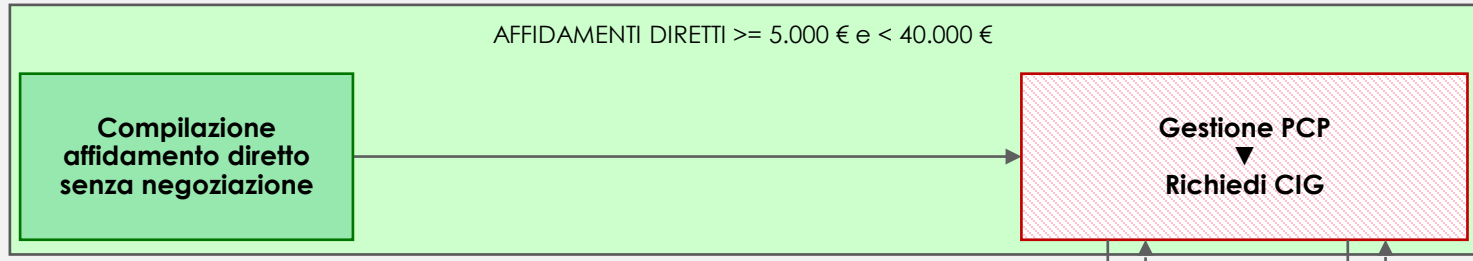 AFFIDAMENTI DIRETTI >= 5.000 € e < 40.000 €
Compilazione
affidamento diretto
senza negoziazione
Gestione PCP
▼
Richiedi CIG